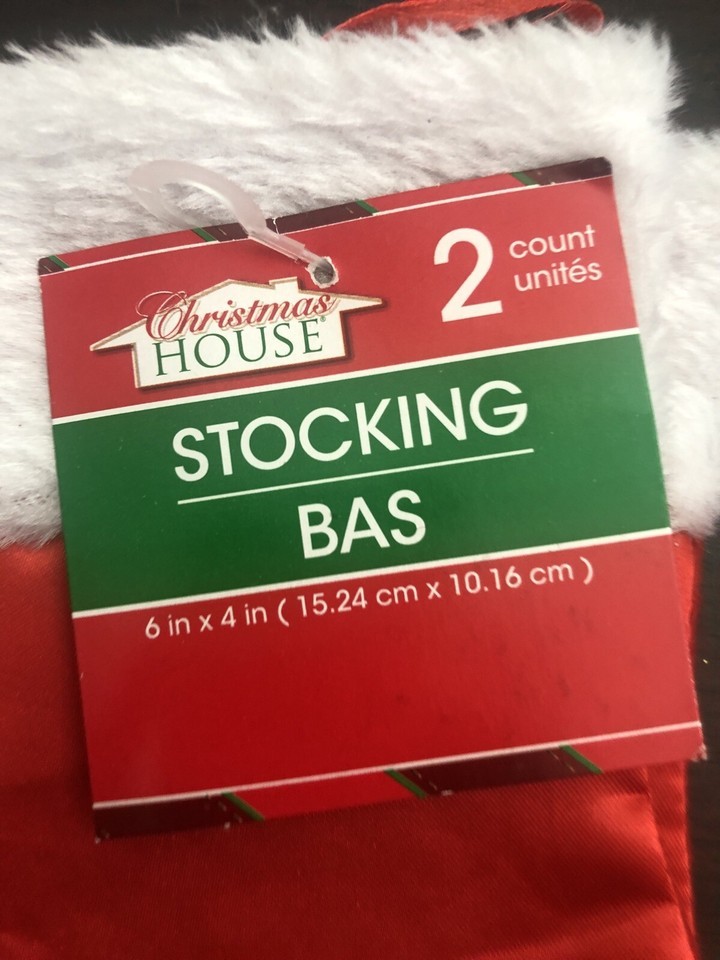 2 count
unités
Christmas
HOUSE®
STOCKING
BAS
6 in x 4 in ( 15.24 cm x 10.16 cm )